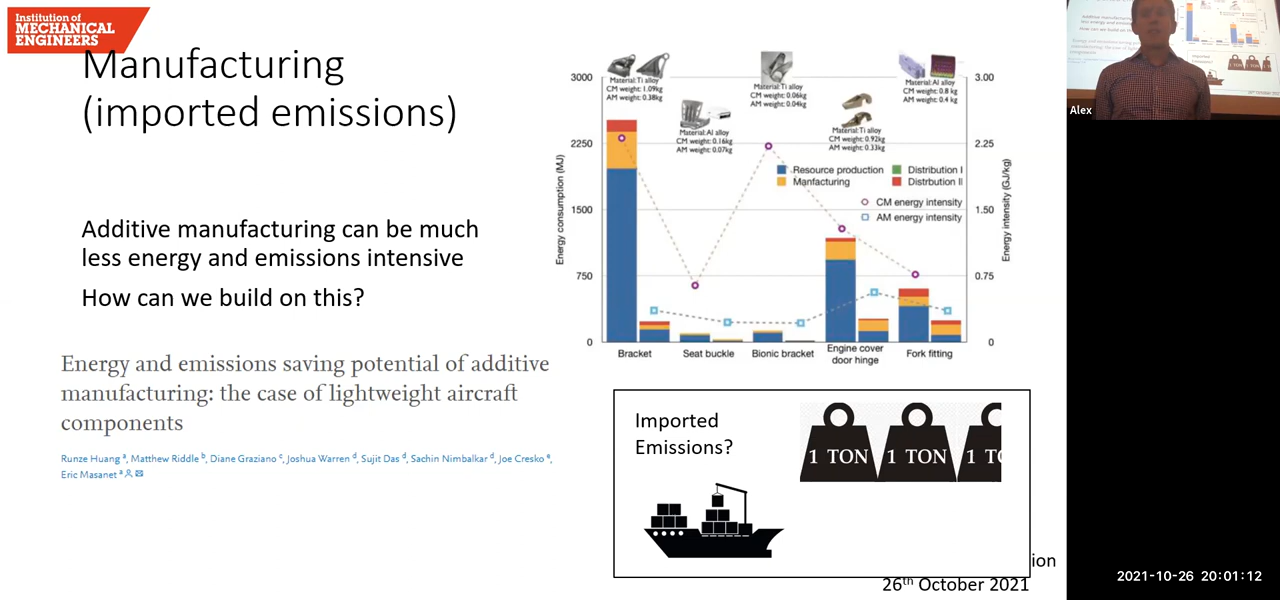 Institution of
MECHANICAL
ENGINEERS
Manufacturing
(imported emissions)
Additive manufacturing can be much
less energy and emissions intensive
How can we build on this?
Energy and emissions saving potential of additive
manufacturing: the case of lightweight aircraft
components
Runze Huang a, Matthew Riddle b, Diane Graziano c, Joshua Warren d, Sujit Das d, Sachin Nimbalkar d, Joe Cresko e,
Eric Masanet a
Material:Ti alloy
CM weight: 1.09kg
AM weight: 0.38kg
Material:Al alloy
CM weight: 0.16kg
AM weight: 0.07kg
Material:Ti alloy
CM weight: 0.06kg
AM weight: 0.04kg
Material:Ti alloy
CM weight: 0.92kg
AM weight: 0.33kg
Material:Al alloy
CM weight: 0.8 kg
AM weight: 0.4 kg
Resource production
Manfacturing
Distribution I
Distrbution II
CM energy intensity
AM energy intensity
Energy consumption (MJ)
3000
2250
1500
750
0
3.00
2.25
1.50
0.75
0
Energy intensity (GJ/kg)
Bracket
Seat buckle
Bionic bracket
Engine cover
door hinge
Fork fitting
Imported
Emissions?
1 TON
1 TON
1 TO
ion
26th October 2021
Alex
2021-10-26 20:01:12